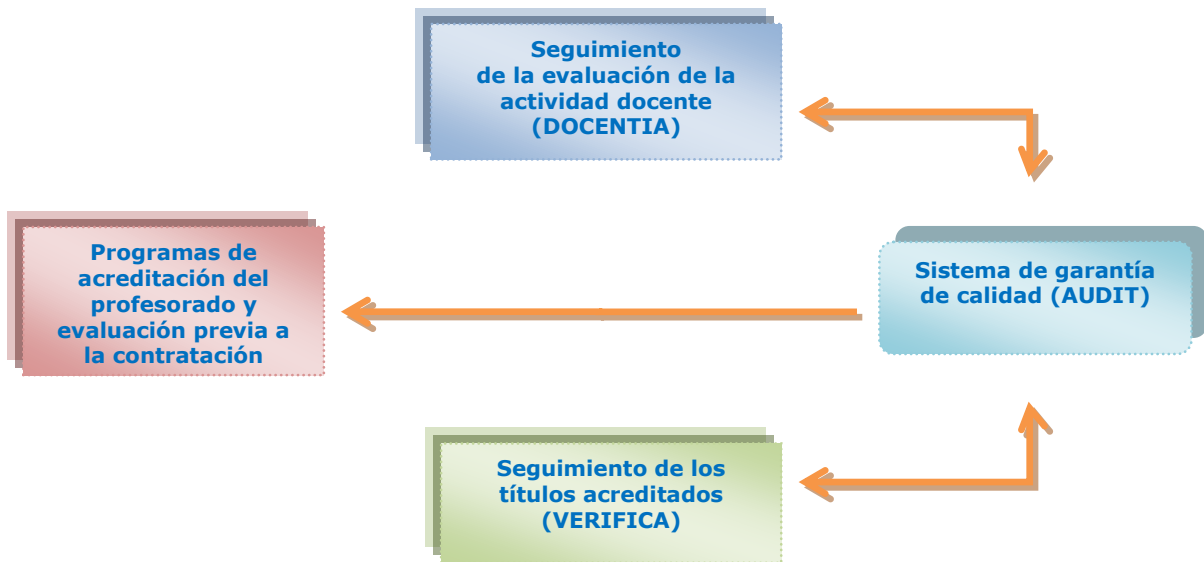 Seguimiento
de la evaluación de la
actividad docente
(DOCENTIA)
Programas de
acreditación del
profesorado y
evaluación previa a
la contratación
Sistema de garantía
de calidad (AUDIT)
Seguimiento de los
títulos acreditados
(VERIFICA)